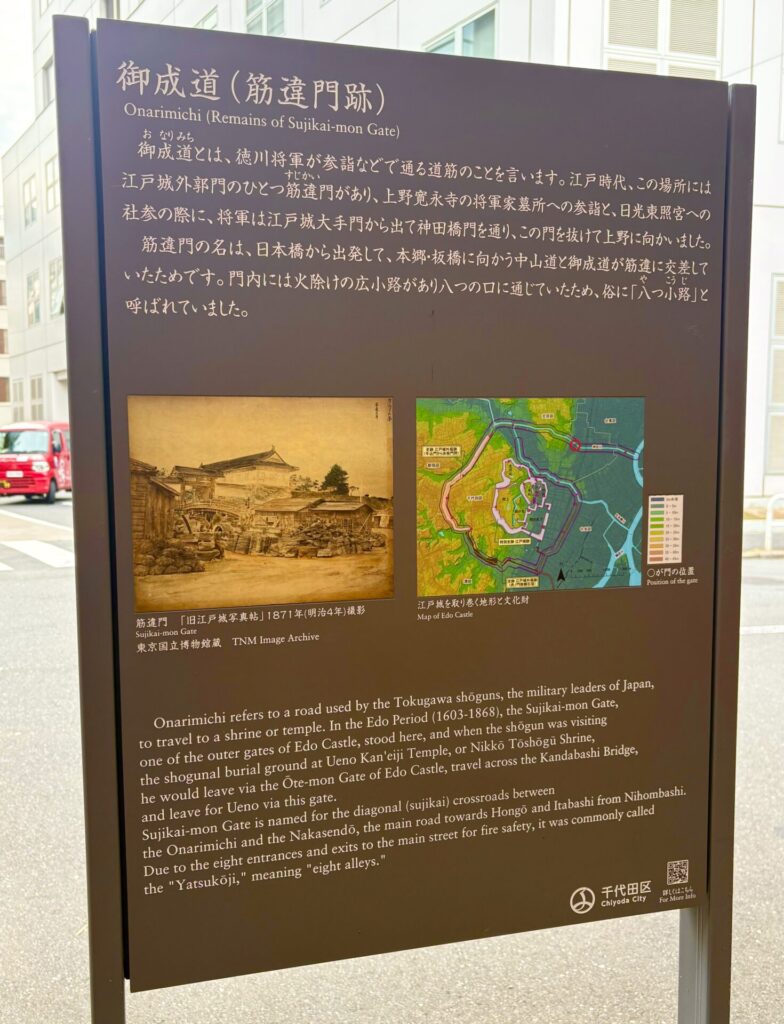 御成道（筋違門跡）
Onarimichi (Remains of Sujikai-mon Gate)
お なりみち
御成道とは、徳川将軍が参詣などで通る道筋のことを言います。江戸時代、この場所には
すじかい
江戸城外郭門のひとつ筋違門があり、上野寛永寺の将軍家墓所への参詣と、日光東照宮への
社参の際に、将軍は江戸城大手門から出て神田橋門を通り、この門を抜けて上野に向かいました。
筋違門の名は、日本橋から出発して、本郷・板橋に向かう中山道と御成道が筋違に交差して
いたためです。門内には火除けの広小路があり八つの口に通じていたため、俗に「八つ小路」と
や こうじ
呼ばれていました。
筋違門 「旧江戸城写真帖」1871年(明治4年)撮影
Sujikai-mon Gate
東京国立博物館蔵 TNM Image Archive
江戸城を取り巻く地形と文化財
Map of Edo Castle
○が門の位置
Position of the gate
Onarimichi refers to a road used by the Tokugawa shōguns, the military leaders of Japan,
to travel to a shrine or temple. In the Edo Period (1603-1868), the Sujikai-mon Gate,
one of the outer gates of Edo Castle, stood here, and when the shōgun was visiting
the shogunal burial ground at Ueno Kan'eiji Temple, or Nikkō Tōshōgū Shrine,
he would leave via the Ōte-mon Gate of Edo Castle, travel across the Kandabashi Bridge,
and leave for Ueno via this gate.
Sujikai-mon Gate is named for the diagonal (sujikai) crossroads between
the Onarimichi and the Nakasendō, the main road towards Hongō and Itabashi from Nihombashi.
Due to the eight entrances and exits to the main street for fire safety, it was commonly called
the "Yatsukōji," meaning "eight alleys."
千代田区
Chiyoda City
詳しくはこちら
For More Info